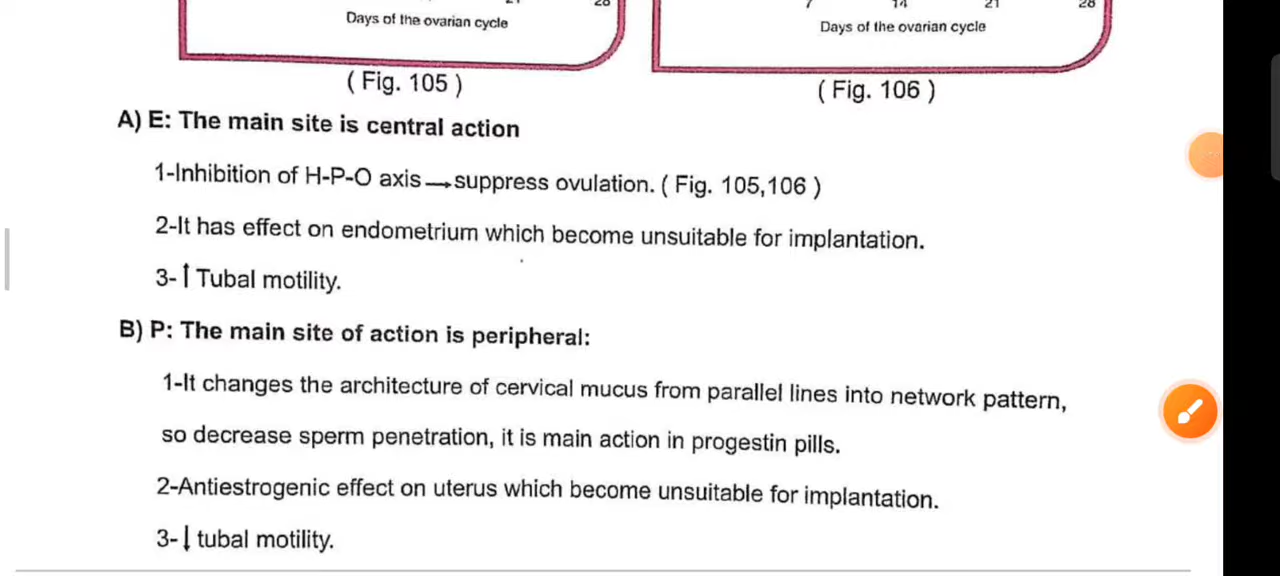 21 28 7 14 21 28
Days of the ovarian cycle Days of the ovarian cycle
( Fig. 105 ) ( Fig. 106 )
A) E: The main site is central action
1-Inhibition of H-P-O axis→suppress ovulation. ( Fig. 105,106 )
2-It has effect on endometrium which become unsuitable for implantation.
3-↑ Tubal motility.
B) P: The main site of action is peripheral:
1-It changes the architecture of cervical mucus from parallel lines into network pattern,
so decrease sperm penetration, it is main action in progestin pills.
2-Antiestrogenic effect on uterus which become unsuitable for implantation.
3-↓ tubal motility.